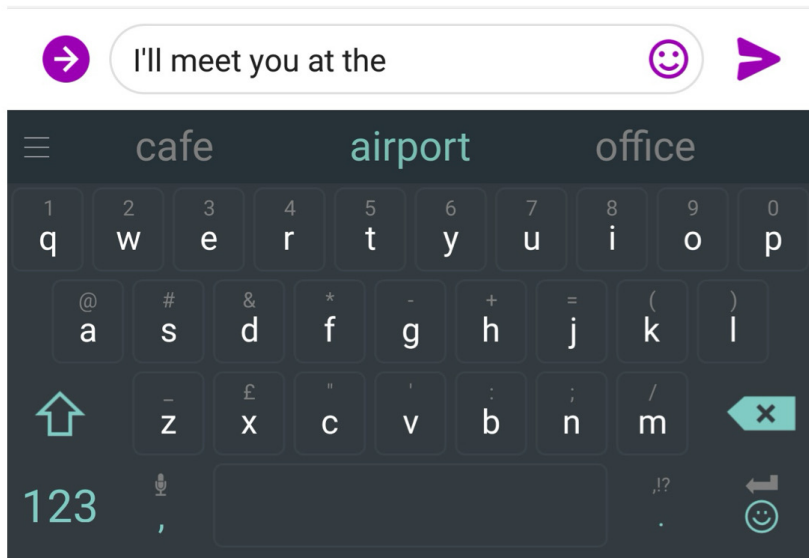 I'll meet you at the
cafe airport office
1 2 3 4 5 6 7 8 9 0
q w e r t y u i o p
@ # & * - + = ( )
a s d f g h j k l
_ £ " ' : ; /
z x c v b n m
123 , ,!? .